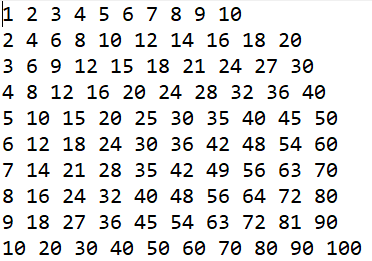 1 2 3 4 5 6 7 8 9 10
2 4 6 8 10 12 14 16 18 20
3 6 9 12 15 18 21 24 27 30
4 8 12 16 20 24 28 32 36 40
5 10 15 20 25 30 35 40 45 50
6 12 18 24 30 36 42 48 54 60
7 14 21 28 35 42 49 56 63 70
8 16 24 32 40 48 56 64 72 80
9 18 27 36 45 54 63 72 81 90
10 20 30 40 50 60 70 80 90 100